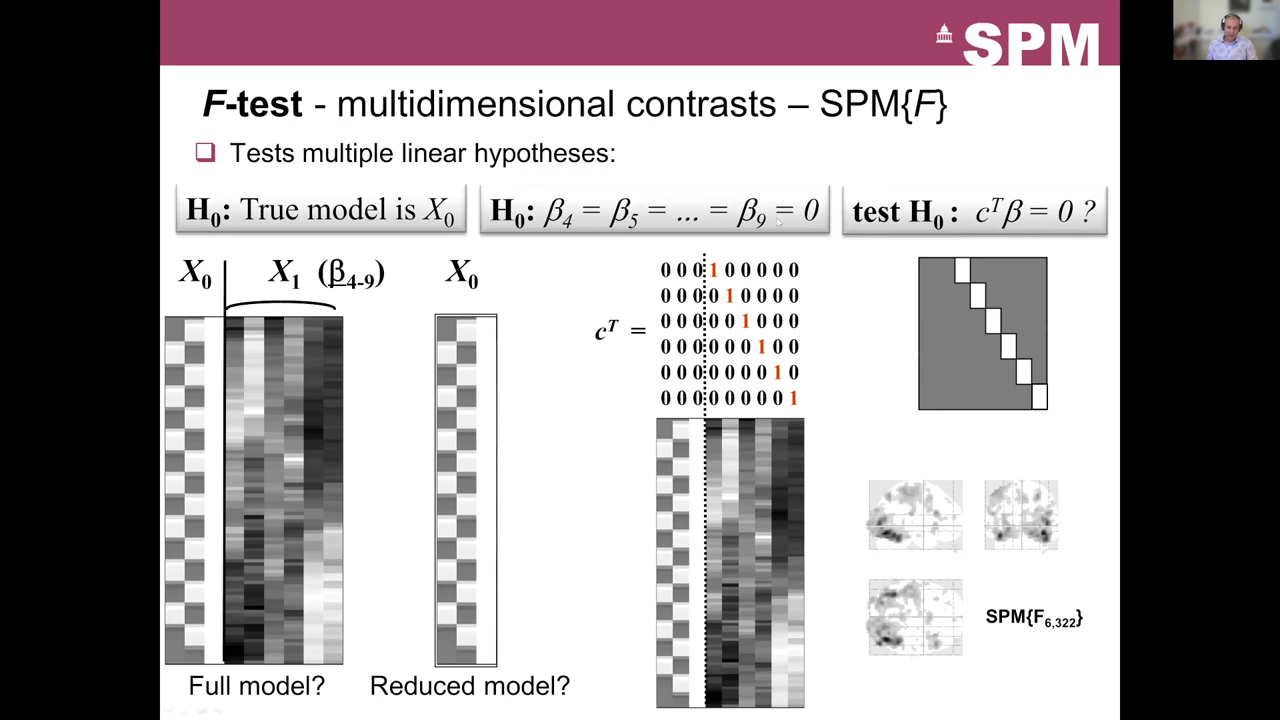 SPM
F-test - multidimensional contrasts – SPM{F}
❑ Tests multiple linear hypotheses:
H₀: True model is X₀
H₀: β₄ = β₅ = ... = β₉ = 0
test H₀ : cᵀβ = 0 ?
X₀ X₁ (β₄₋₉)
X₀
cᵀ =
0 0 0 1 0 0 0 0 0
0 0 0 0 1 0 0 0 0
0 0 0 0 0 1 0 0 0
0 0 0 0 0 0 1 0 0
0 0 0 0 0 0 0 1 0
0 0 0 0 0 0 0 0 1
SPM{F₆,₃₂₂}
Full model?
Reduced model?